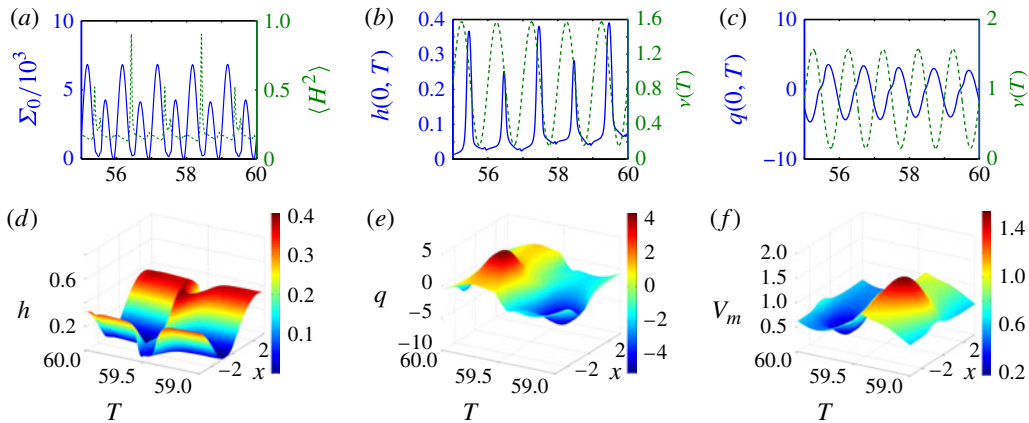 (a)
10
5
0
Σ0/10^3
1.0
0.5
0
⟨H^2⟩
56 58 60
(b)
0.4
0.3
0.2
0.1
0
h(0, T)
1.6
1.2
0.8
0.4
0
v(T)
56 58 60
(c)
10
0
−10
q(0, T)
2
1
0
v(T)
56 58 60
(d)
h
0.6
0.2
60.0
59.5
59.0
T
2
−2
x
0.4
0.3
0.2
0.1
(e)
q
5
0
−5
−10
60.0
59.5
59.0
T
2
−2
x
4
2
0
−2
−4
(f)
Vm
2.0
1.5
1.0
0.5
60.0
59.5
59.0
T
2
−2
x
1.4
1.0
0.6
0.2